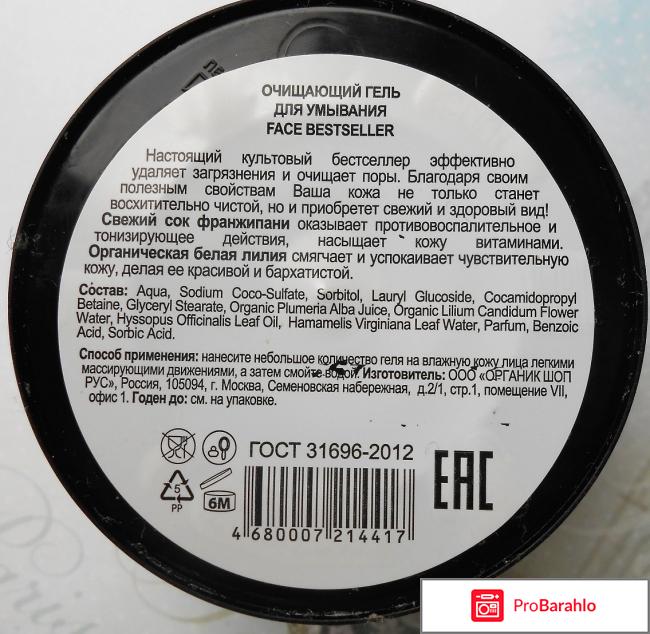 ОЧИЩАЮЩИЙ ГЕЛЬ
ДЛЯ УМЫВАНИЯ
FACE BESTSELLER
Настоящий культовый бестселлер эффективно
удаляет загрязнения и очищает поры. Благодаря своим
полезным свойствам Ваша кожа не только станет
восхитительно чистой, но и приобретет свежий и здоровый вид!
Свежий сок франжипани оказывает противовоспалительное и
тонизирующее действия, насыщает кожу витаминами.
Органическая белая лилия смягчает и успокаивает чувствительную
кожу, делая ее красивой и бархатистой.
Состав: Aqua, Sodium Coco-Sulfate, Sorbitol, Lauryl Glucoside, Cocamidopropyl
Betaine, Glyceryl Stearate, Organic Plumeria Alba Juice, Organic Lilium Candidum Flower
Water, Hyssopus Officinalis Leaf Oil, Hamamelis Virginiana Leaf Water, Parfum, Benzoic
Acid, Sorbic Acid.
Способ применения: нанесите небольшое количество геля на влажную кожу лица легкими
массирующими движениями, а затем смойте водой. Изготовитель: ООО «ОРГАНИК ШОП
РУС», Россия, 105094, г. Москва, Семеновская набережная, д.2/1, стр.1, помещение VII,
офис 1. Годен до: см. на упаковке.
ГОСТ 31696-2012
EAC
5
PP
6M
4 680007 214417
ProBarahlo